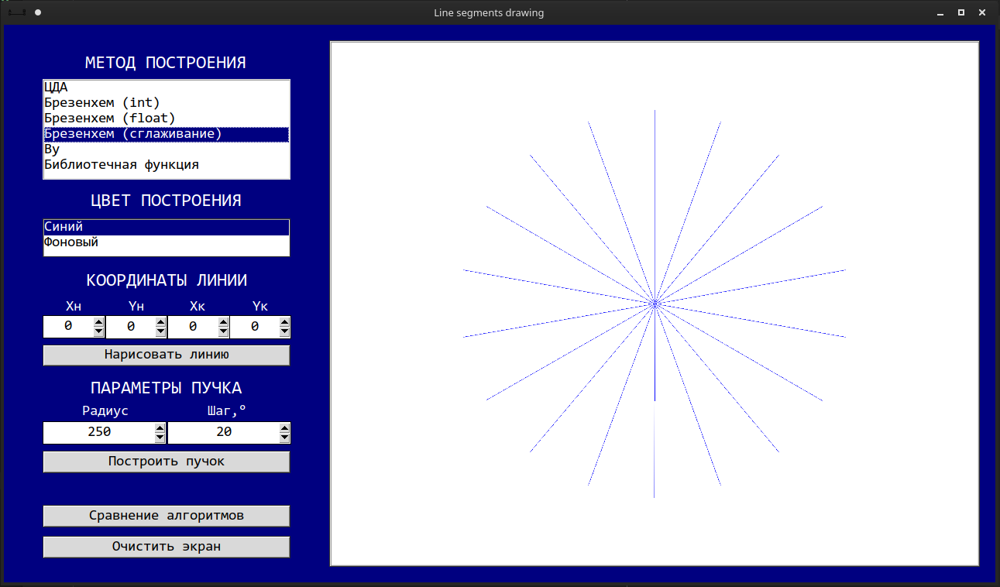 Line segments drawing
МЕТОД ПОСТРОЕНИЯ
ЦДА
Брезенхем (int)
Брезенхем (float)
Брезенхем (сглаживание)
Ву
Библиотечная функция
ЦВЕТ ПОСТРОЕНИЯ
Синий
Фоновый
КООРДИНАТЫ ЛИНИИ
Xн Yн Xк Yк
0 0 0 0
Нарисовать линию
ПАРАМЕТРЫ ПУЧКА
Радиус Шаг,°
250 20
Построить пучок
Сравнение алгоритмов
Очистить экран